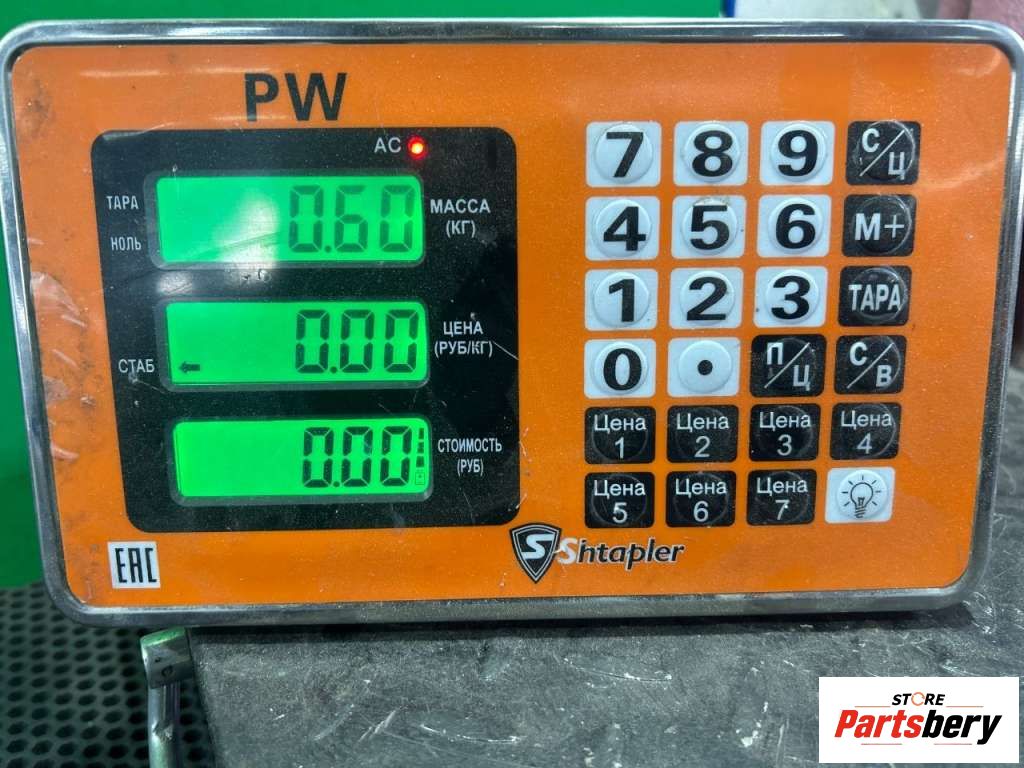 PW
AC
ТАРА
НОЛЬ
0.60
МАССА
(КГ)
СТАБ
0.00
ЦЕНА
(РУБ/КГ)
0.00
СТОИМОСТЬ
(РУБ)
7 8 9 С/Ц
4 5 6 М+
1 2 3 ТАРА
0 • П/Ц С/В
Цена 1 Цена 2 Цена 3 Цена 4
Цена 5 Цена 6 Цена 7
EAC
S Shtapler
STORE
Partsbery